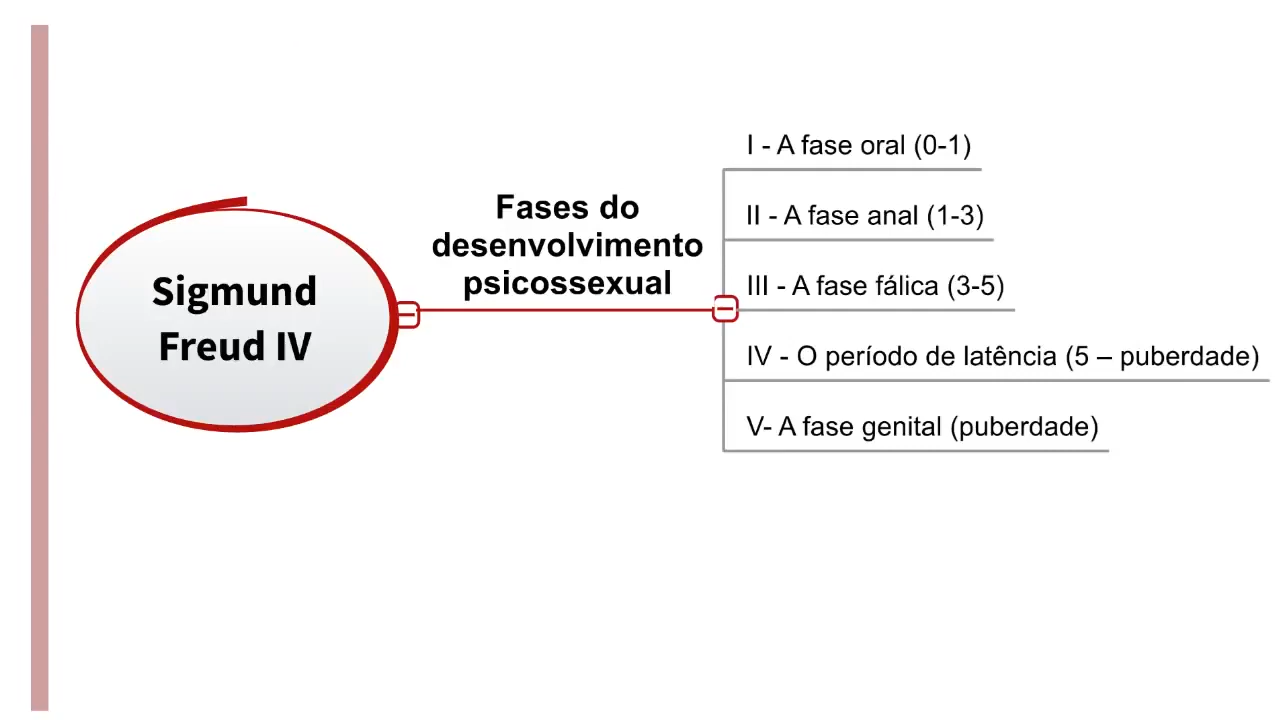 Sigmund
Freud IV
Fases do
desenvolvimento
psicossexual
I - A fase oral (0-1)
II - A fase anal (1-3)
III - A fase fálica (3-5)
IV - O período de latência (5 – puberdade)
V- A fase genital (puberdade)